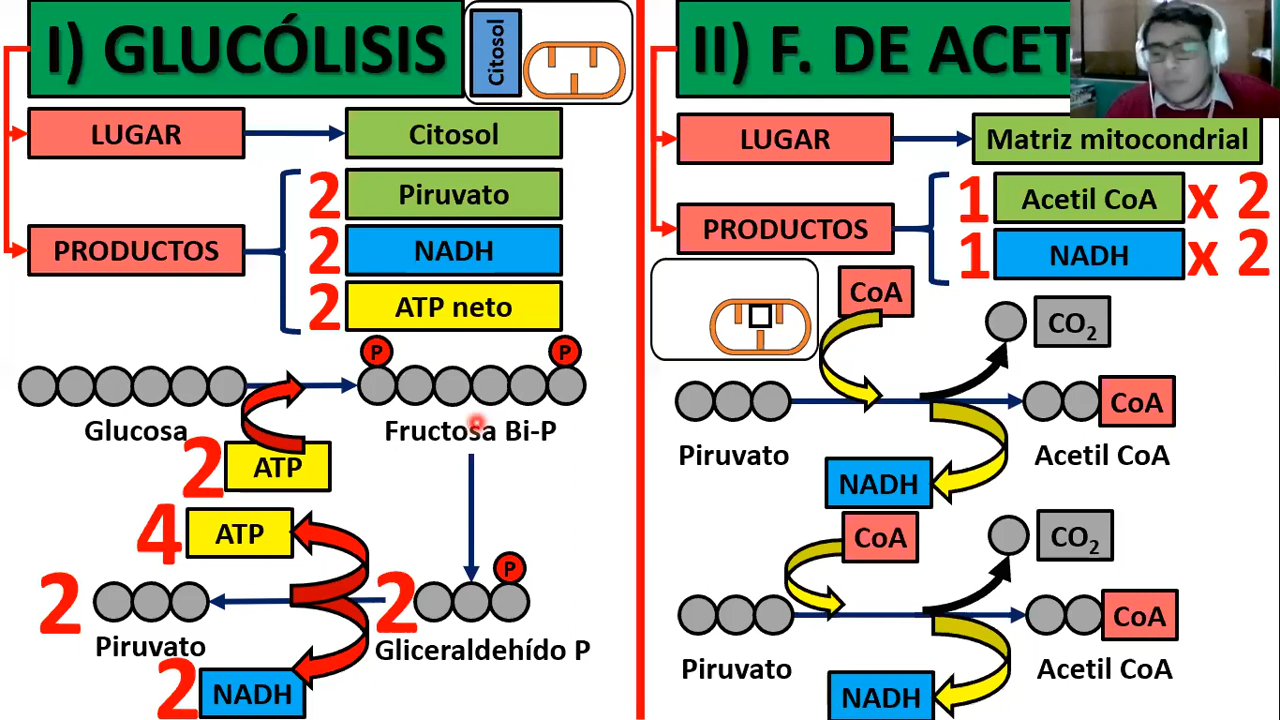 I) GLUCÓLISIS
Citosol
LUGAR
Citosol
PRODUCTOS
2 Piruvato
2 NADH
2 ATP neto
P
P
Glucosa
Fructosa Bi-P
2 ATP
4 ATP
P
2
2
Piruvato
Gliceraldehído P
2 NADH
II) F. DE ACET
LUGAR
Matriz mitocondrial
PRODUCTOS
1 Acetil CoA x 2
1 NADH x 2
CoA
CO2
CoA
Piruvato
Acetil CoA
NADH
CoA
CO2
CoA
Piruvato
Acetil CoA
NADH